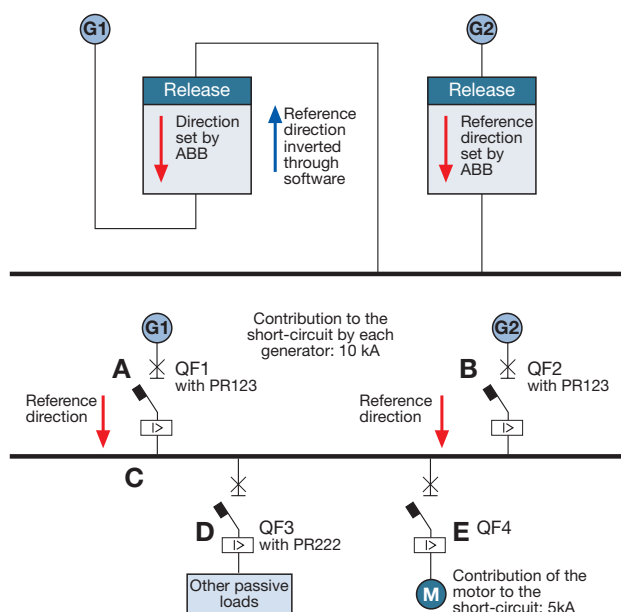 G1
G2
Release
Direction
set by
ABB
Reference
direction
inverted
through
software
Release
Reference
direction
set by
ABB
G1
Contribution to the
short-circuit by each
generator: 10 kA
G2
A
QF1
with PR123
B
QF2
with PR123
Reference
direction
I>
Reference
direction
I>
C
D
I>
QF3
with PR222
I>
E
QF4
Other passive
loads
M
Contribution of the
motor to the
short-circuit: 5kA